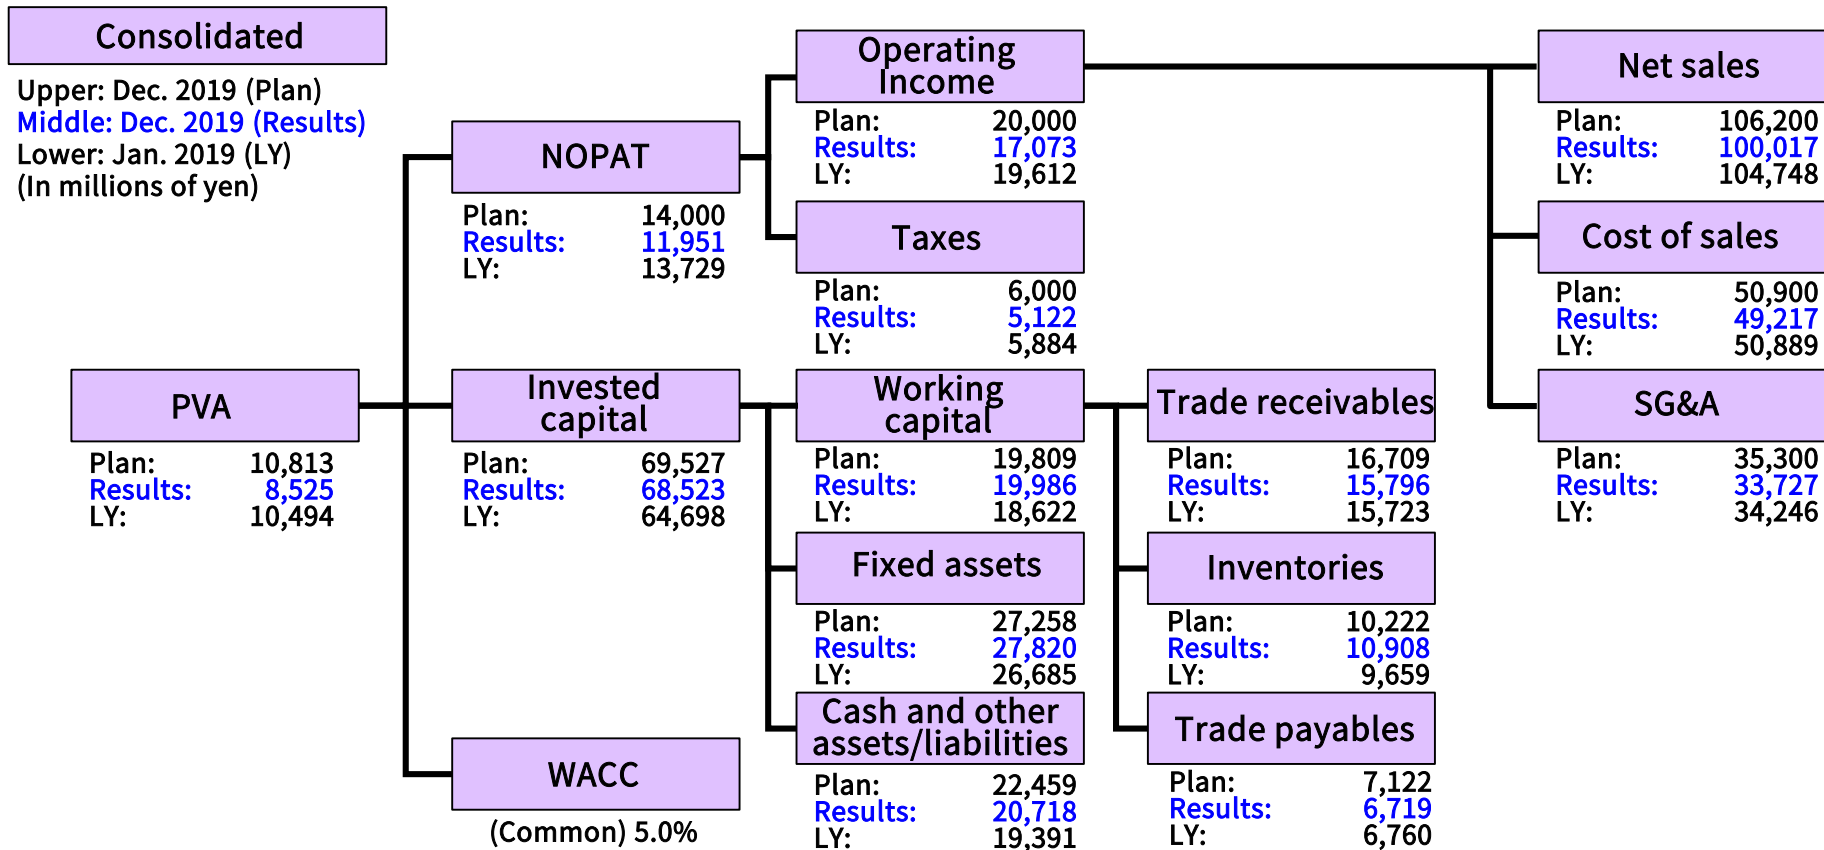 Consolidated
Upper: Dec. 2019 (Plan)
Middle: Dec. 2019 (Results)
Lower: Jan. 2019 (LY)
(In millions of yen)
PVA
Plan: 10,813
Results: 8,525
LY: 10,494
NOPAT
Plan: 14,000
Results: 11,951
LY: 13,729
Invested
capital
Plan: 69,527
Results: 68,523
LY: 64,698
WACC
(Common) 5.0%
Operating
Income
Plan: 20,000
Results: 17,073
LY: 19,612
Taxes
Plan: 6,000
Results: 5,122
LY: 5,884
Working
capital
Plan: 19,809
Results: 19,986
LY: 18,622
Fixed assets
Plan: 27,258
Results: 27,820
LY: 26,685
Cash and other
assets/liabilities
Plan: 22,459
Results: 20,718
LY: 19,391
Trade receivables
Plan: 16,709
Results: 15,796
LY: 15,723
Inventories
Plan: 10,222
Results: 10,908
LY: 9,659
Trade payables
Plan: 7,122
Results: 6,719
LY: 6,760
Net sales
Plan: 106,200
Results: 100,017
LY: 104,748
Cost of sales
Plan: 50,900
Results: 49,217
LY: 50,889
SG&A
Plan: 35,300
Results: 33,727
LY: 34,246